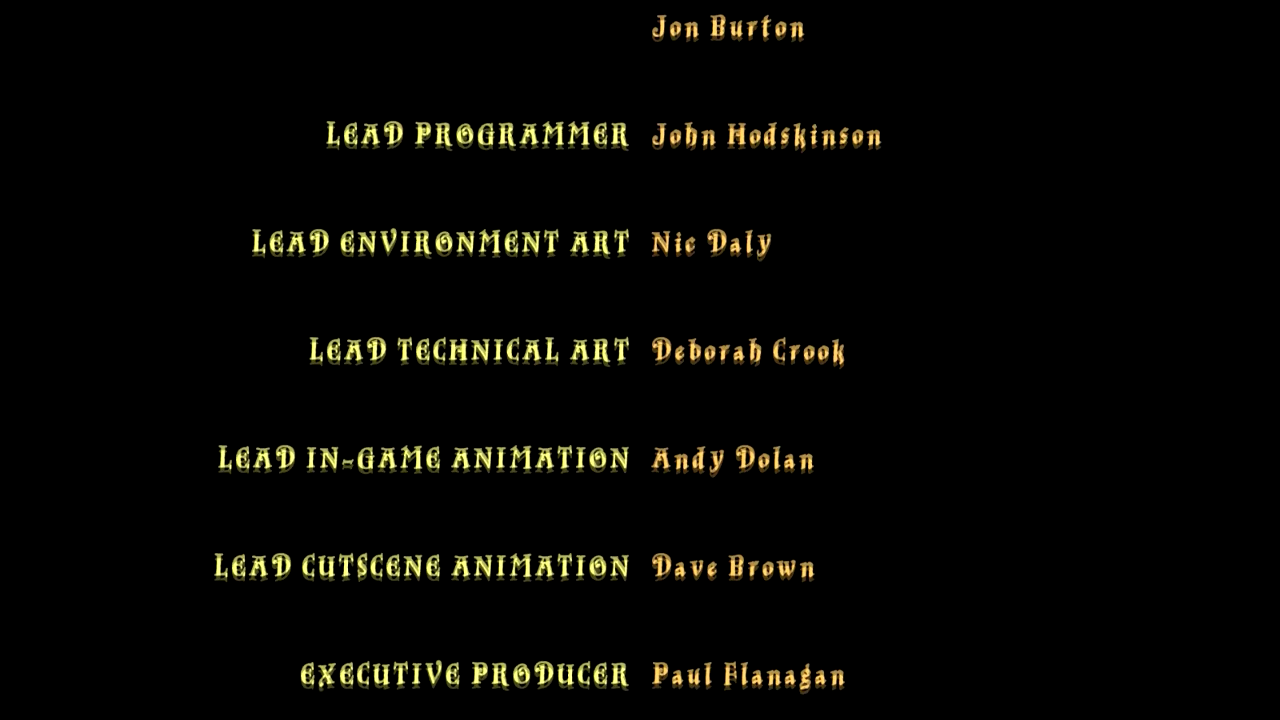 Jon Burton
LEAD PROGRAMMER John Hodskinson
LEAD ENVIRONMENT ART Nic Daly
LEAD TECHNICAL ART Deborah Crook
LEAD IN-GAME ANIMATION Andy Dolan
LEAD CUTSCENE ANIMATION Dave Brown
EXECUTIVE PRODUCER Paul Flanagan